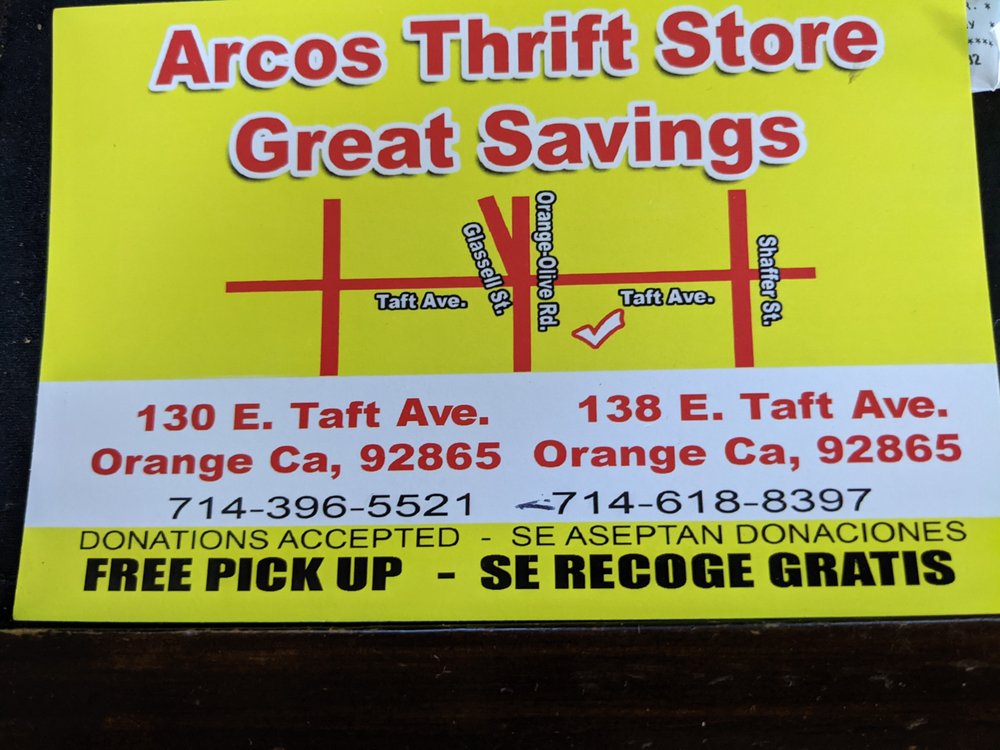 Arcos Thrift Store
Great Savings
Glassell St.
Orange-Olive Rd.
Shaffer St.
Taft Ave.
Taft Ave.
130 E. Taft Ave.
Orange Ca, 92865
714-396-5521
138 E. Taft Ave.
Orange Ca, 92865
714-618-8397
DONATIONS ACCEPTED - SE ASEPTAN DONACIONES
FREE PICK UP - SE RECOGE GRATIS